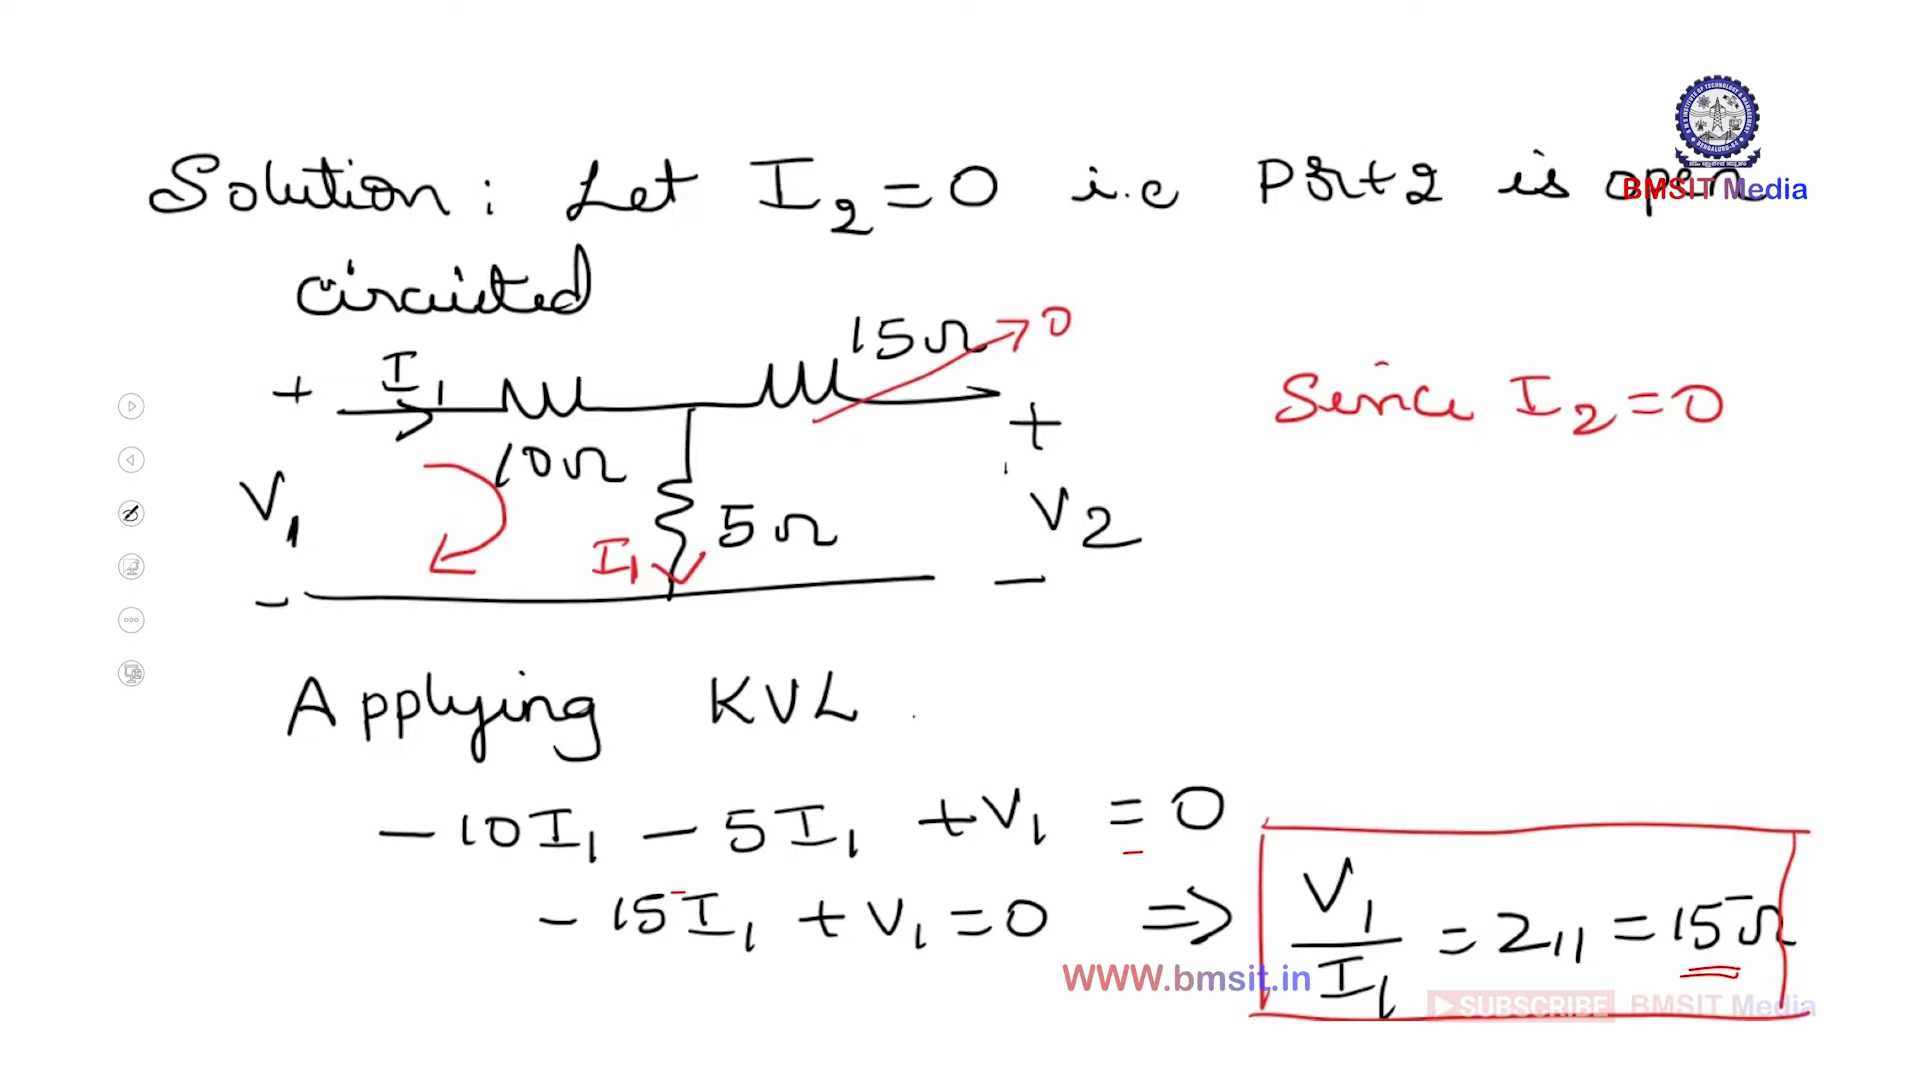 Solution: Let I₂ = 0 i.e Port 2 is open
BMSIT Media
circuited
15Ω
0
+ I₁
10Ω
+
Since I₂ = 0
V₁
I₁
5Ω
V₂
-
-
Applying KVL
- 10I₁ - 5I₁ + V₁ = 0
- 15I₁ + V₁ = 0 ⇒ V₁/I₁ = Z₁₁ = 15Ω
WWW.bmsit.in
SUBSCRIBE BMSIT Media